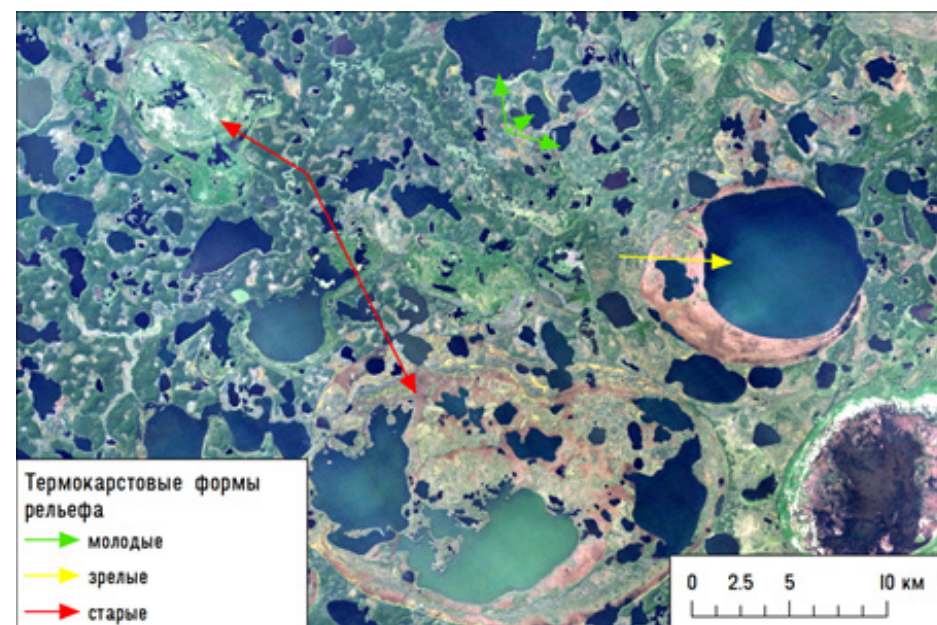 Термокарстовые формы
рельефа
молодые
зрелые
старые
0 2.5 5 10 км